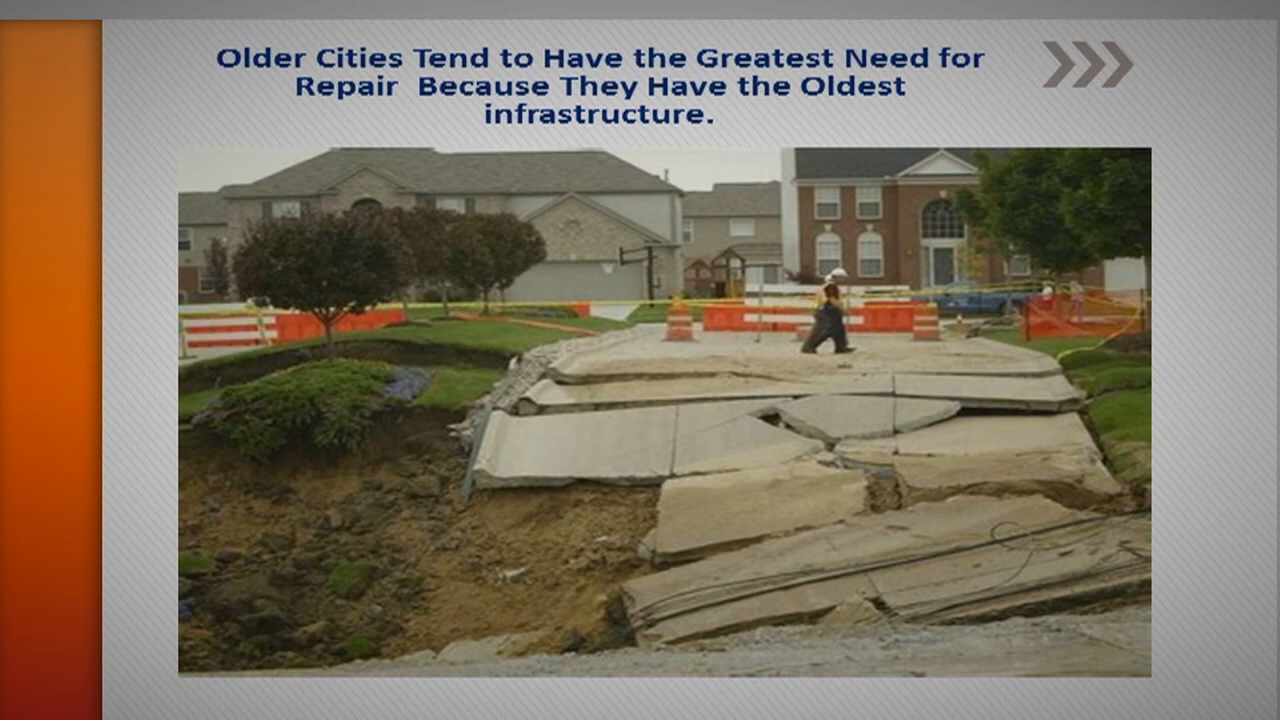 Older Cities Tend to Have the Greatest Need for
Repair  Because They Have the Oldest
infrastructure.